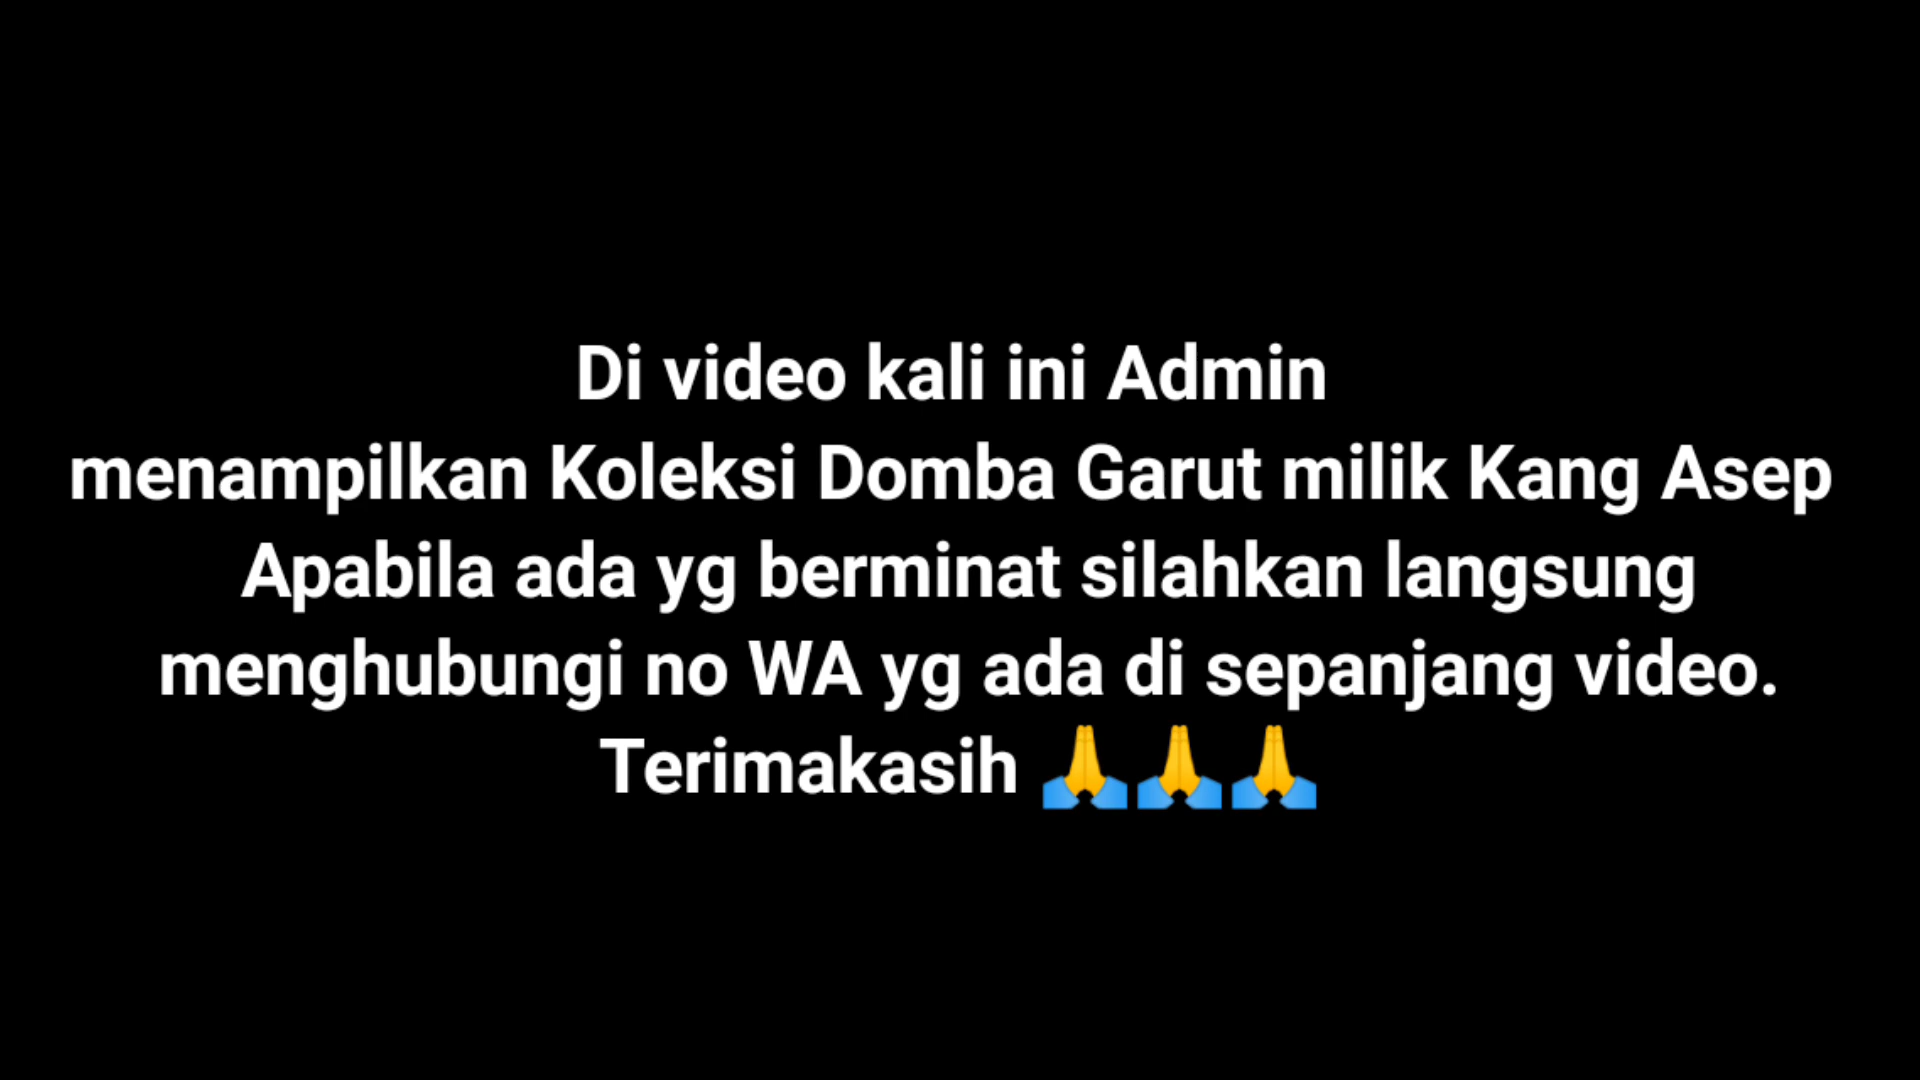 Di video kali ini Admin
menampilkan Koleksi Domba Garut milik Kang Asep
Apabila ada yg berminat silahkan langsung
menghubungi no WA yg ada di sepanjang video.
Terimakasih 🙏🙏🙏